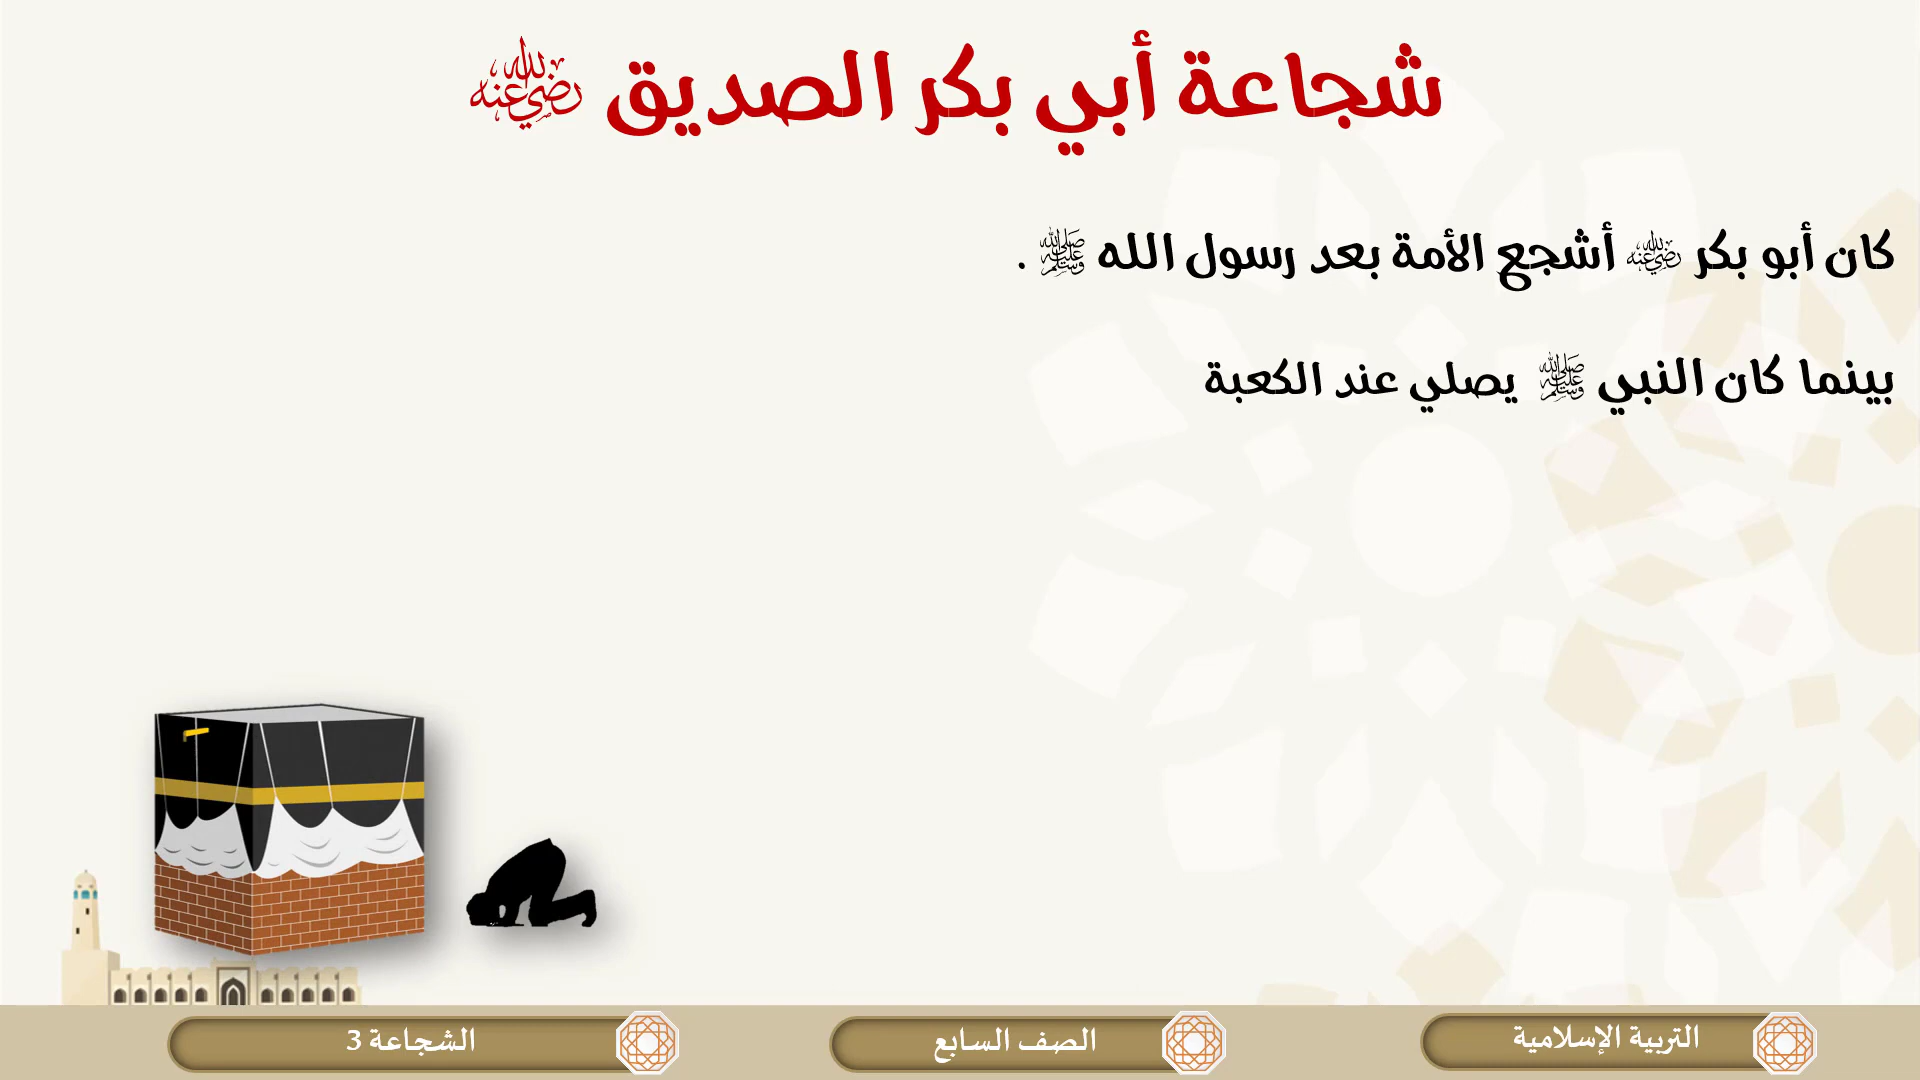 شجاعة أبي بكر الصديق رضي الله عنه
كان أبو بكر رضي الله عنه أشجع الأمة بعد رسول الله ﷺ .
بينما كان النبي ﷺ يصلي عند الكعبة
التربية الإسلامية
الصف السابع
الشجاعة 3